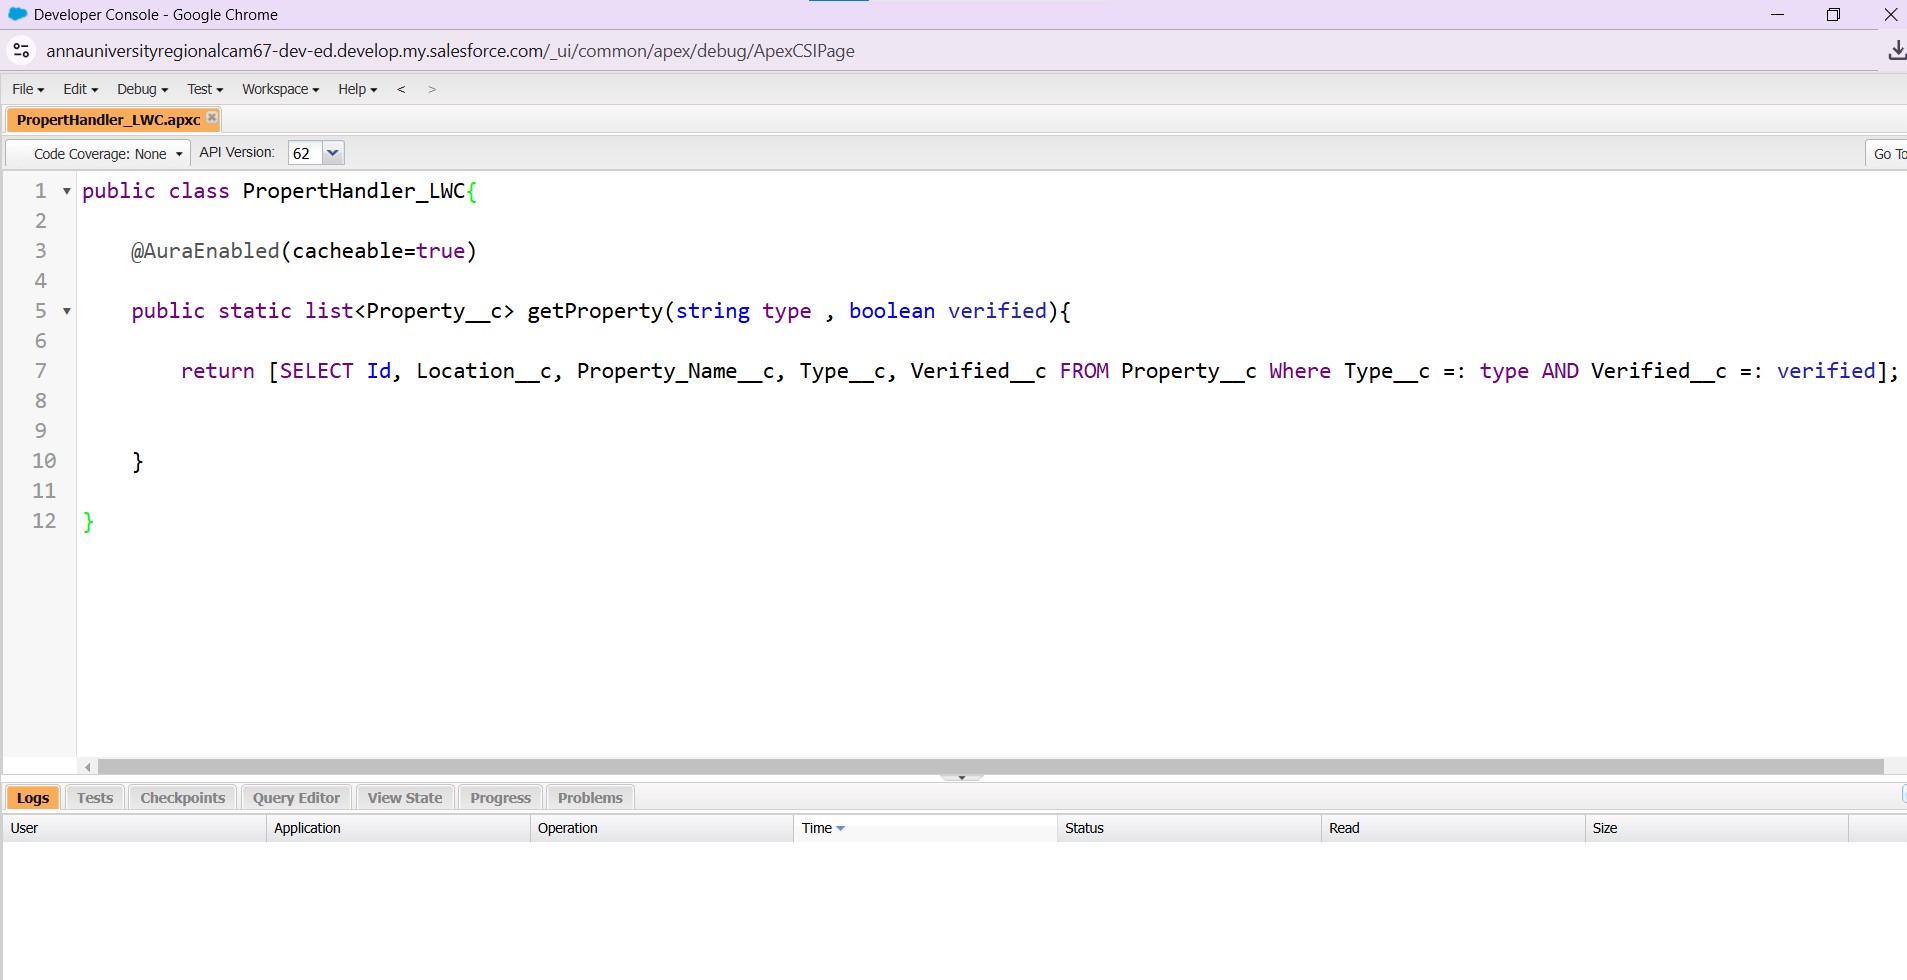 Developer Console - Google Chrome
annauniversityregionalcam67-dev-ed.develop.my.salesforce.com/_ui/common/apex/debug/ApexCSIPage
File Edit Debug Test Workspace Help < >
PropertHandler_LWC.apxc
Code Coverage: None API Version: 62 Go To
1 public class PropertHandler_LWC{
2
3 @AuraEnabled(cacheable=true)
4
5 public static list<Property__c> getProperty(string type , boolean verified){
6
7 return [SELECT Id, Location__c, Property_Name__c, Type__c, Verified__c FROM Property__c Where Type__c =: type AND Verified__c =: verified];
8
9
10 }
11
12 }
Logs Tests Checkpoints Query Editor View State Progress Problems
User Application Operation Time Status Read Size